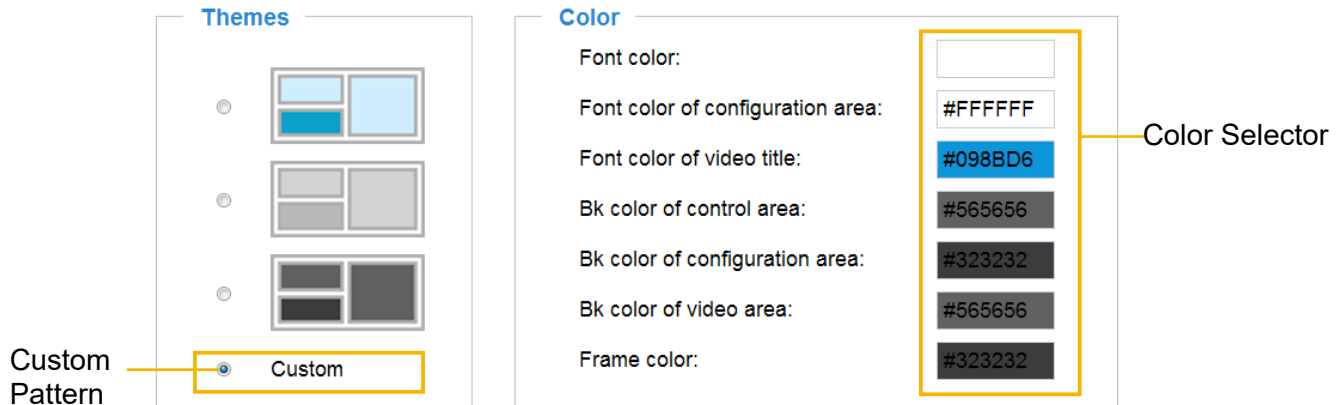 Themes
Color
Font color:
Font color of configuration area: #FFFFFF
Font color of video title: #098BD6
Bk color of control area: #565656
Bk color of configuration area: #323232
Bk color of video area: #565656
Frame color: #323232
Color Selector
Custom
Custom
Pattern